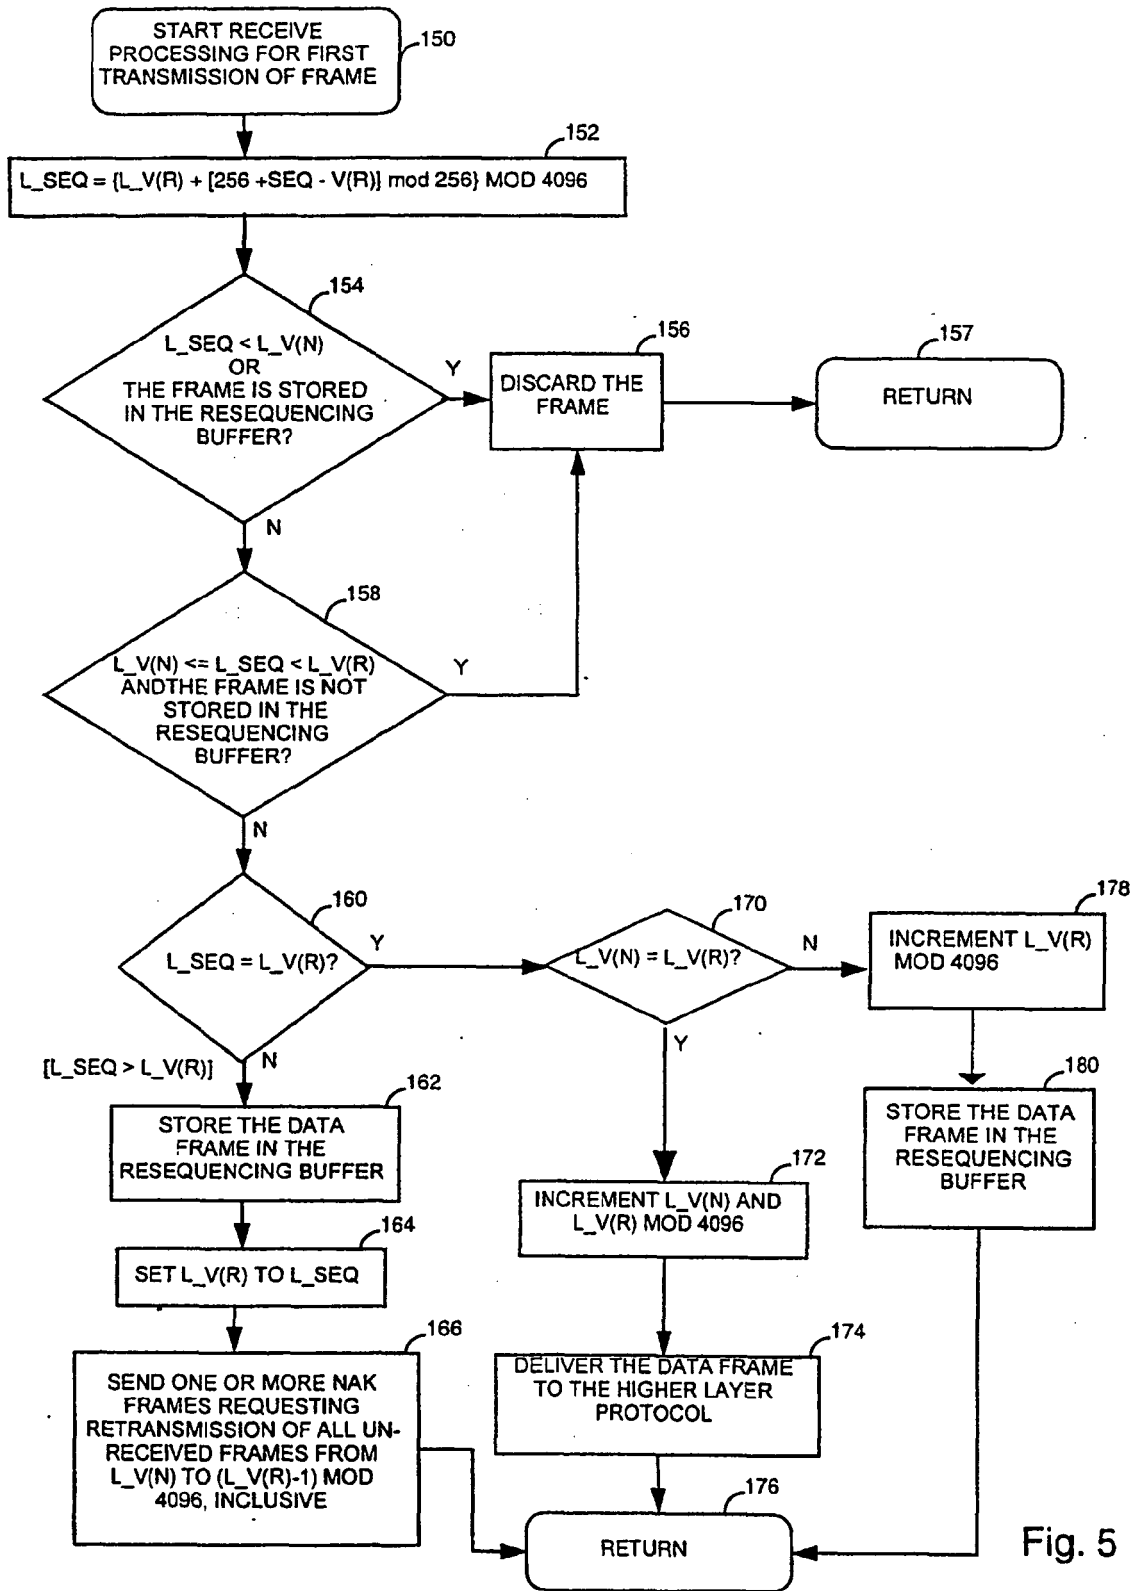 START RECEIVE
PROCESSING FOR FIRST
TRANSMISSION OF FRAME
150
152
L_SEQ = {L_V(R) + [256 +SEQ - V(R)] mod 256} MOD 4096
154
L_SEQ < L_V(N)
OR
THE FRAME IS STORED
IN THE RESEQUENCING
BUFFER?
Y
156
DISCARD THE
FRAME
157
RETURN
N
158
L_V(N) <= L_SEQ < L_V(R)
ANDTHE FRAME IS NOT
STORED IN THE
RESEQUENCING
BUFFER?
Y
N
160
L_SEQ = L_V(R)?
Y
170
L_V(N) = L_V(R)?
N
178
INCREMENT L_V(R)
MOD 4096
[L_SEQ > L_V(R)]
N
Y
162
STORE THE DATA
FRAME IN THE
RESEQUENCING BUFFER
180
STORE THE DATA
FRAME IN THE
RESEQUENCING
BUFFER
172
INCREMENT L_V(N) AND
L_V(R) MOD 4096
164
SET L_V(R) TO L_SEQ
166
SEND ONE OR MORE NAK
FRAMES REQUESTING
RETRANSMISSION OF ALL UN-
RECEIVED FRAMES FROM
L_V(N) TO (L_V(R)-1) MOD
4096, INCLUSIVE
174
DELIVER THE DATA FRAME
TO THE HIGHER LAYER
PROTOCOL
176
RETURN
Fig. 5